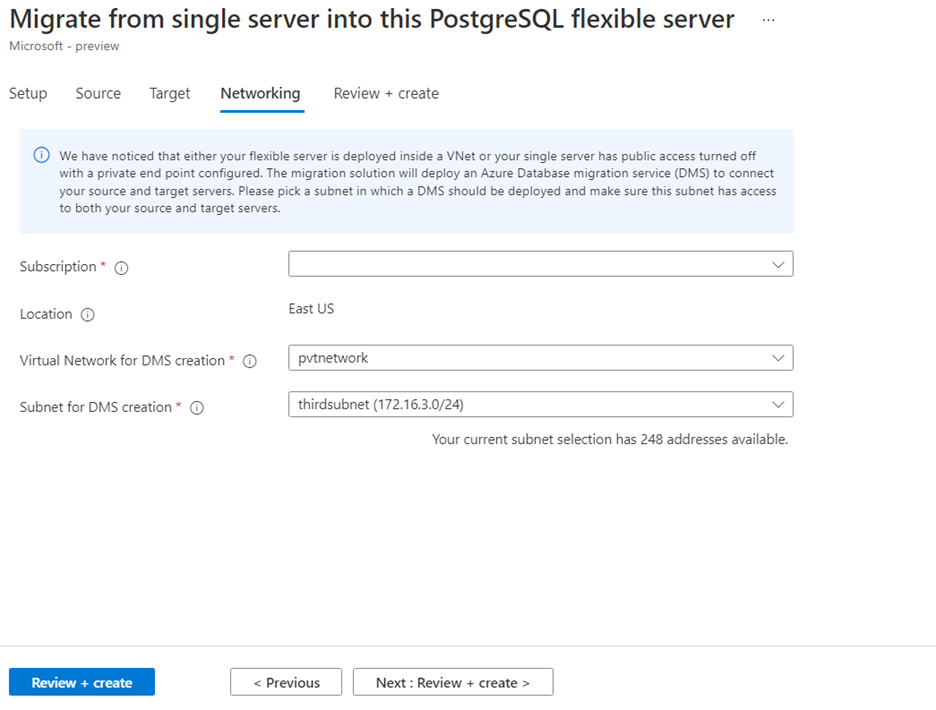 Migrate from single server into this PostgreSQL flexible server ...
Microsoft - preview
Setup Source Target Networking Review + create
We have noticed that either your flexible server is deployed inside a VNet or your single server has public access turned off
with a private end point configured. The migration solution will deploy an Azure Database migration service (DMS) to connect
your source and target servers. Please pick a subnet in which a DMS should be deployed and make sure this subnet has access
to both your source and target servers.
Subscription *
Location East US
Virtual Network for DMS creation * pvtnetwork
Subnet for DMS creation * thirdsubnet (172.16.3.0/24)
Your current subnet selection has 248 addresses available.
Review + create < Previous Next : Review + create >